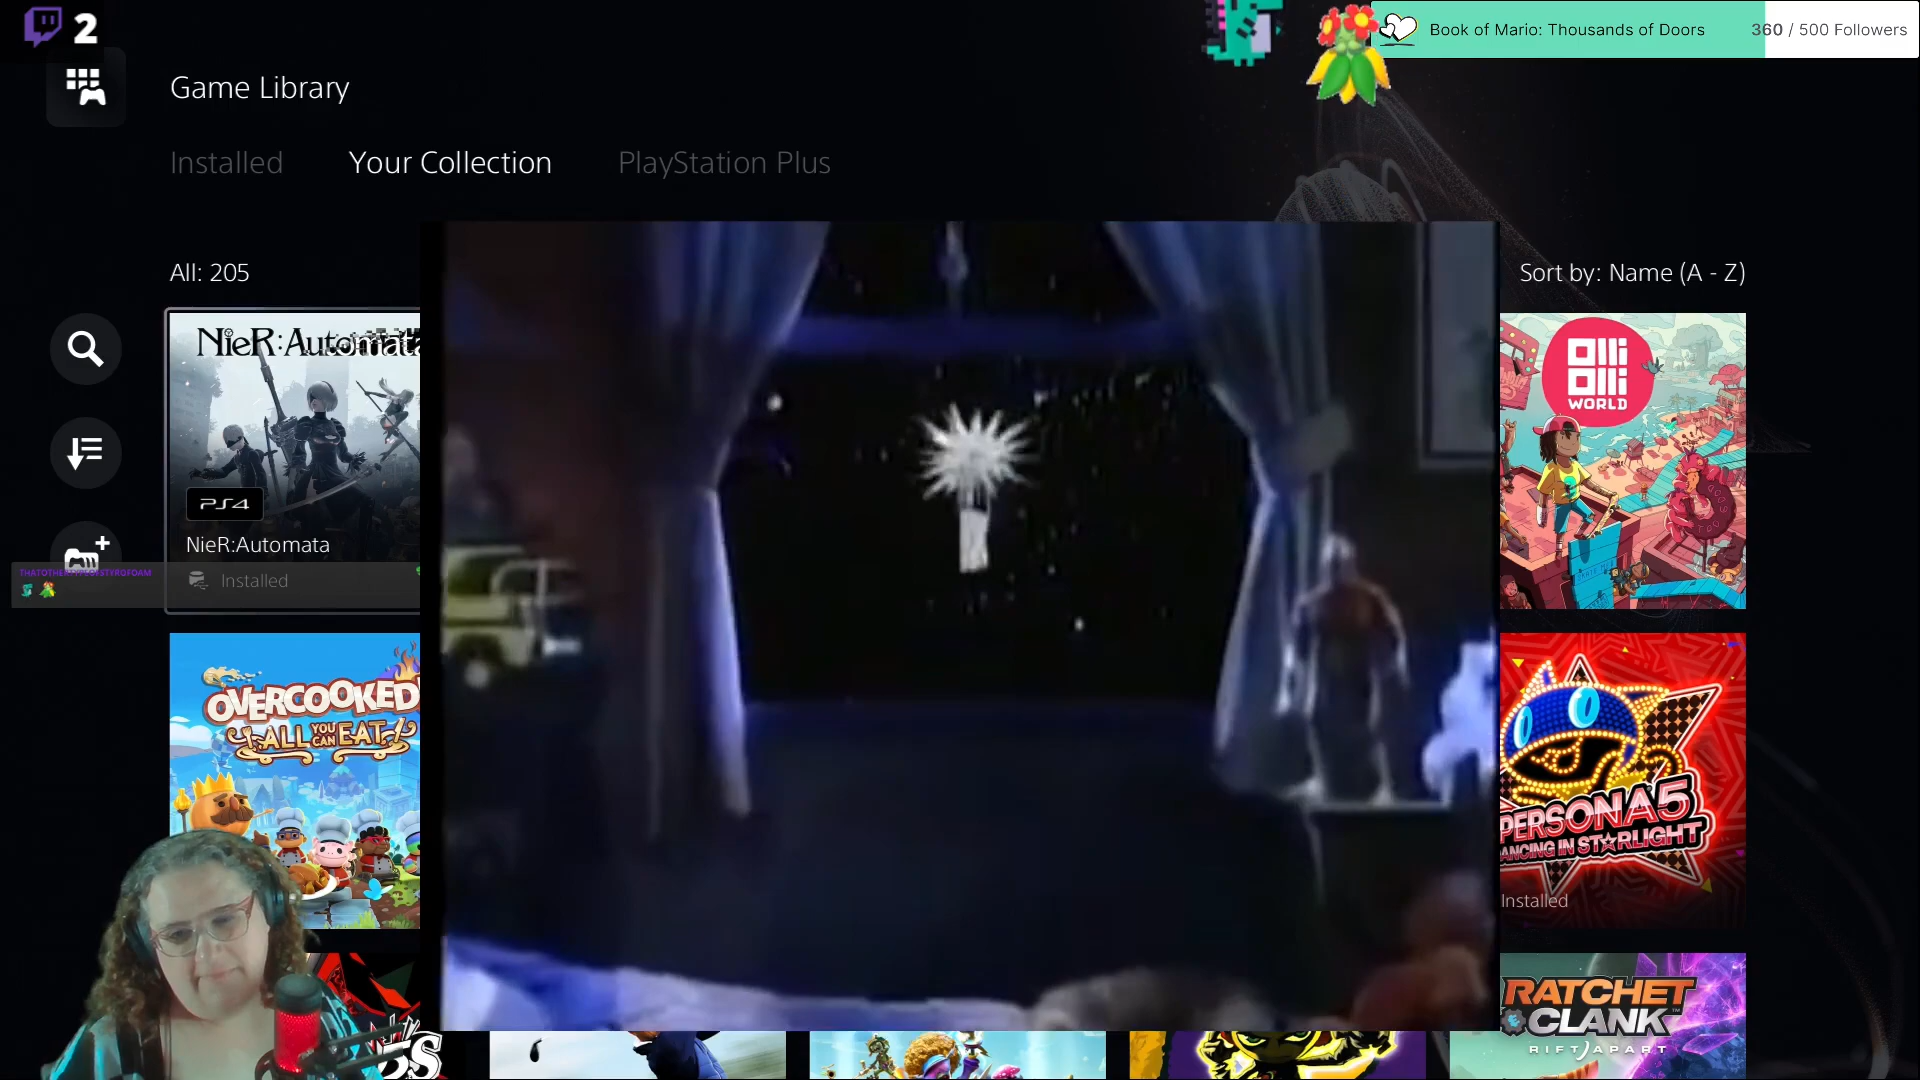 2
Book of Mario: Thousands of Doors
360 / 500 Followers
Game Library
Installed
Your Collection
PlayStation Plus
All: 205
Sort by: Name (A - Z)
NieR:Automata
PS4
NieR:Automata
Installed
THATOTHERTYPEOFSTYROFOAM
OlliOlli
WORLD
OVERCOOKED
ALL YOU CAN EAT
PERSONA5
DANCING IN STARLIGHT
Installed
RATCHET
CLANK
RIFT APART